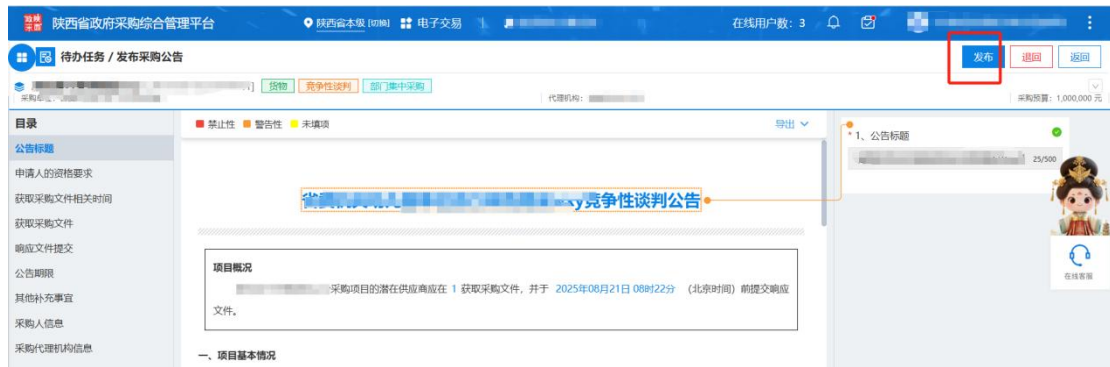 陕西省政府采购综合管理平台 陕西省本级 [切换] 电子交易 在线用户数: 3
待办任务 / 发布采购公告 发布 退回 返回
货物 竞争性谈判 部门集中采购
代理机构: 采购预算: 1,000,000 元
目录
禁止性 警告性 未填项 导出
* 1、公告标题
公告标题
25/500
申请人的资格要求
获取采购文件相关时间
竞争性谈判公告
获取采购文件
响应文件提交
公告期限
项目概况
在线客服
采购项目的潜在供应商应在 1 获取采购文件，并于 2025年08月21日 08时22分 （北京时间）前提交响应
文件。
其他补充事宜
采购人信息
采购代理机构信息
一、项目基本情况